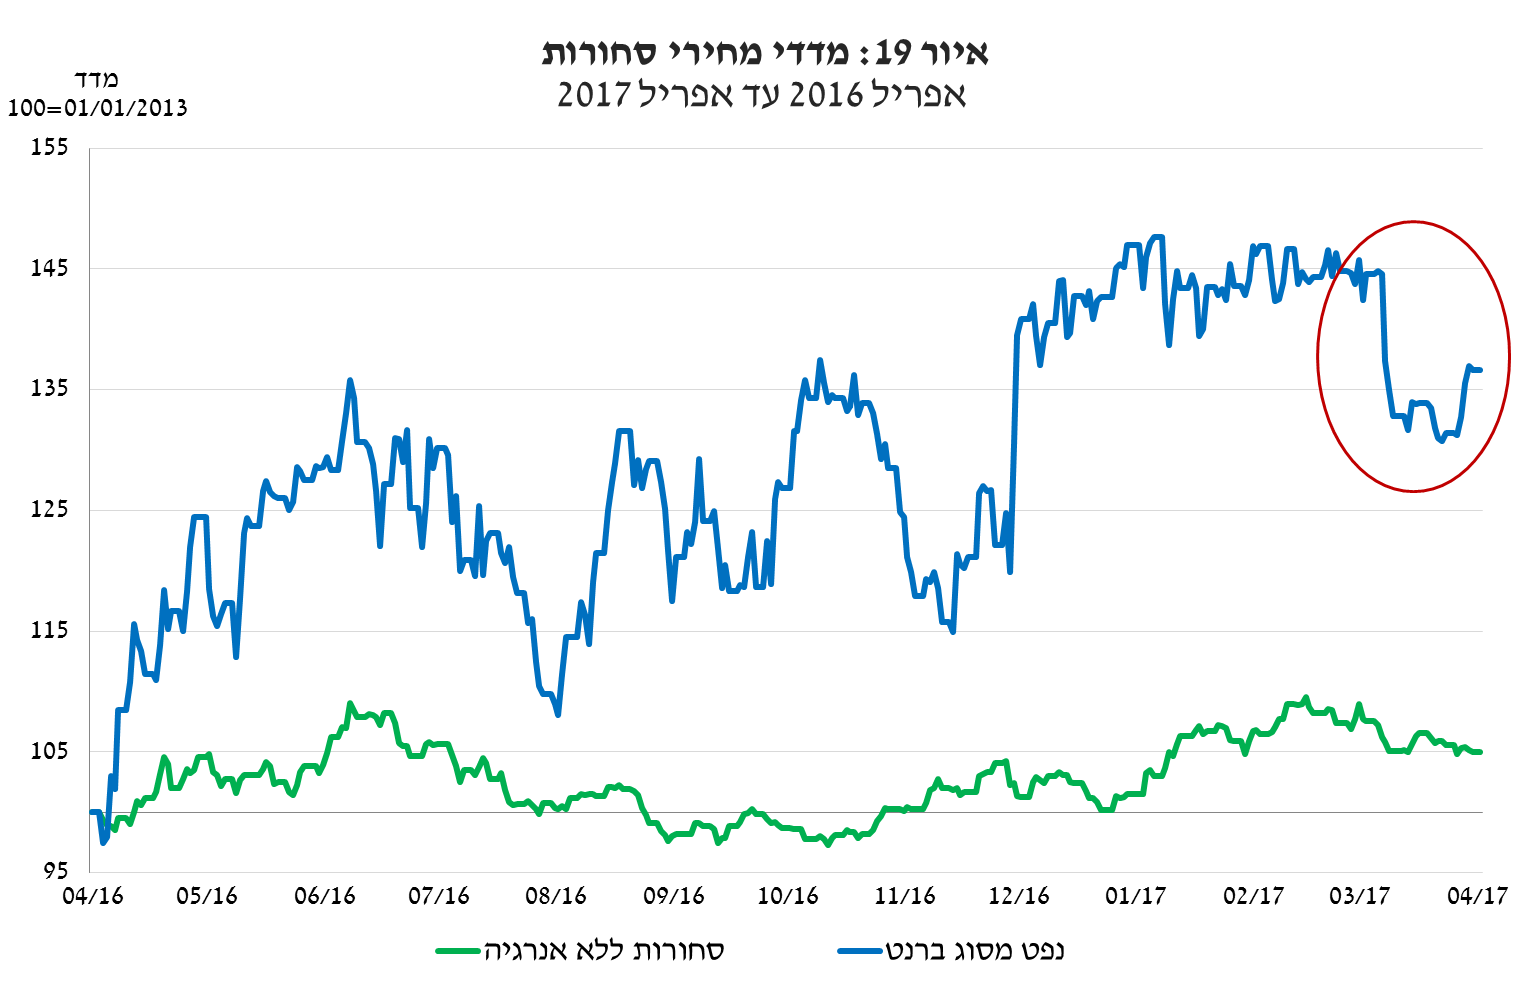 איור 19: מדדי מחירי סחורות
אפריל 2016 עד אפריל 2017
מדד
100=01/01/2013
155
145
135
125
115
105
95
04/16 05/16 06/16 07/16 08/16 09/16 10/16 11/16 12/16 01/17 02/17 03/17 04/17
נפט מסוג ברנט
סחורות ללא אנרגיה